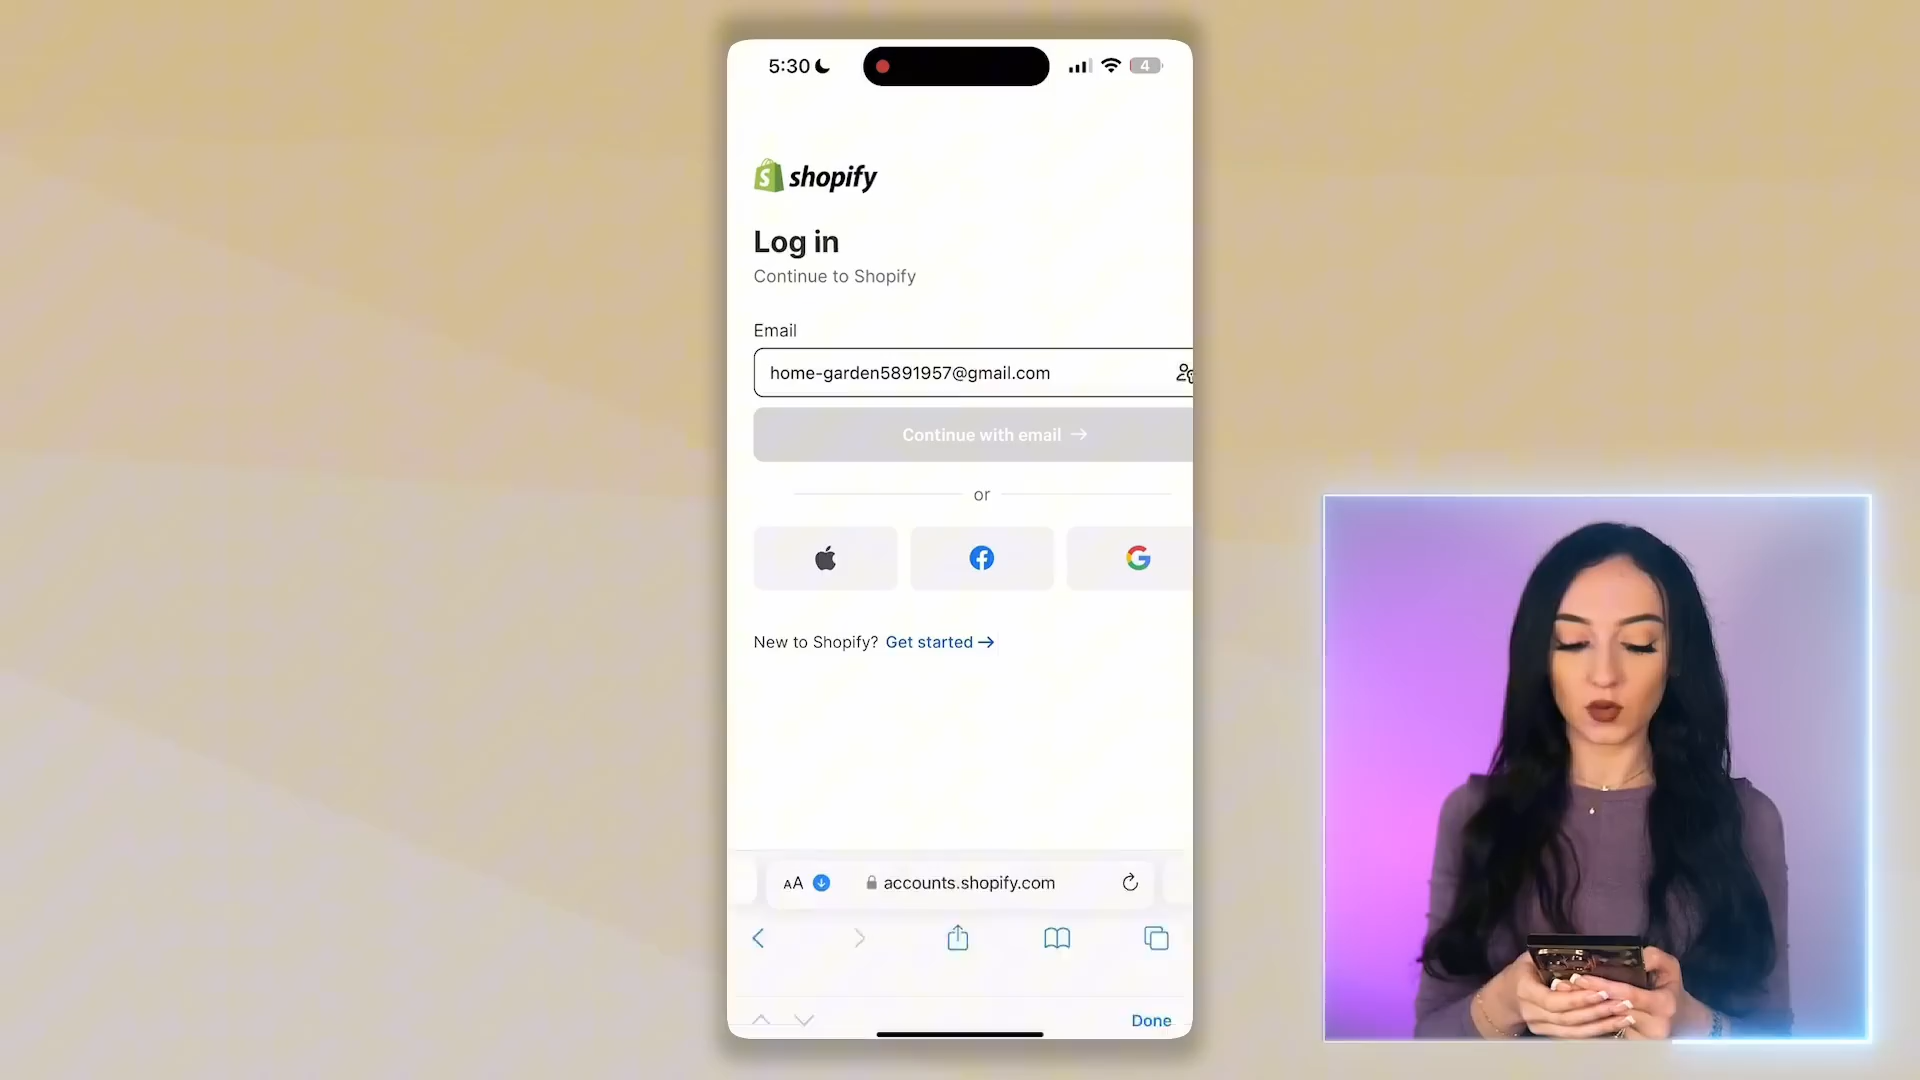 5:30
4
shopify
Log in
Continue to Shopify
Email
home-garden5891957@gmail.com
Continue with email →
or
New to Shopify? Get started →
AA
accounts.shopify.com
Done